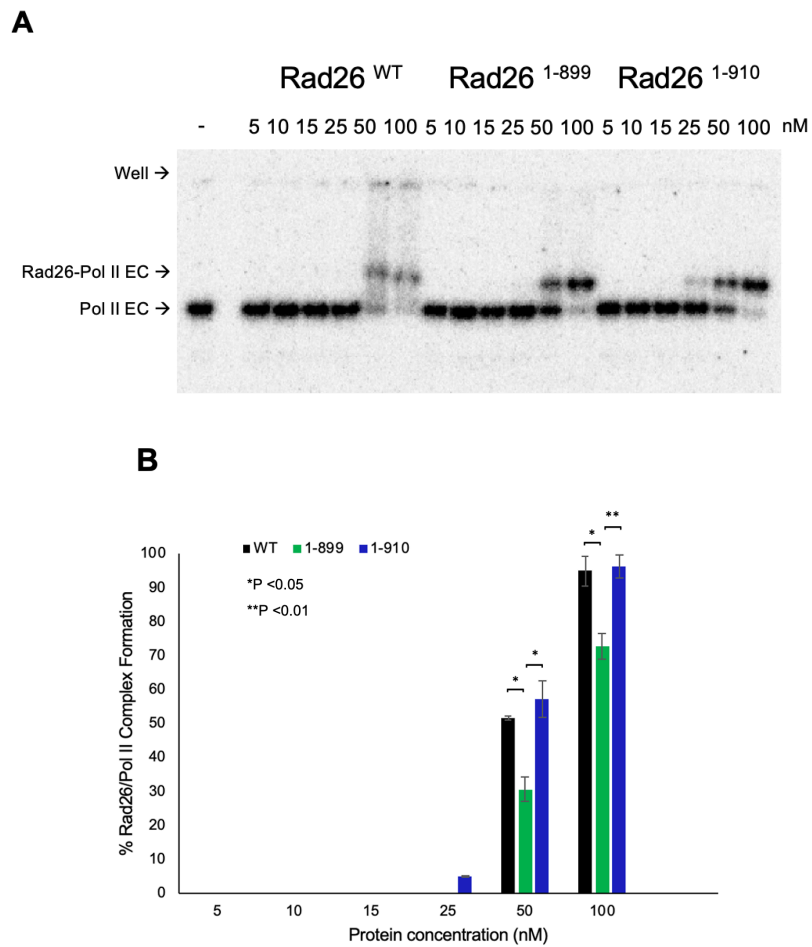 A
Rad26 WT Rad26 1-899 Rad26 1-910
- 5 10 15 25 50 100 5 10 15 25 50 100 5 10 15 25 50 100 nM
Well →
Rad26-Pol II EC →
Pol II EC →
B
** 
*
WT 1-899 1-910
100
*P <0.05
90
**P <0.01
80
70
*
*
60
50
40
30
20
10
0
% Rad26/Pol II Complex Formation
5 10 15 25 50 100
Protein concentration (nM)